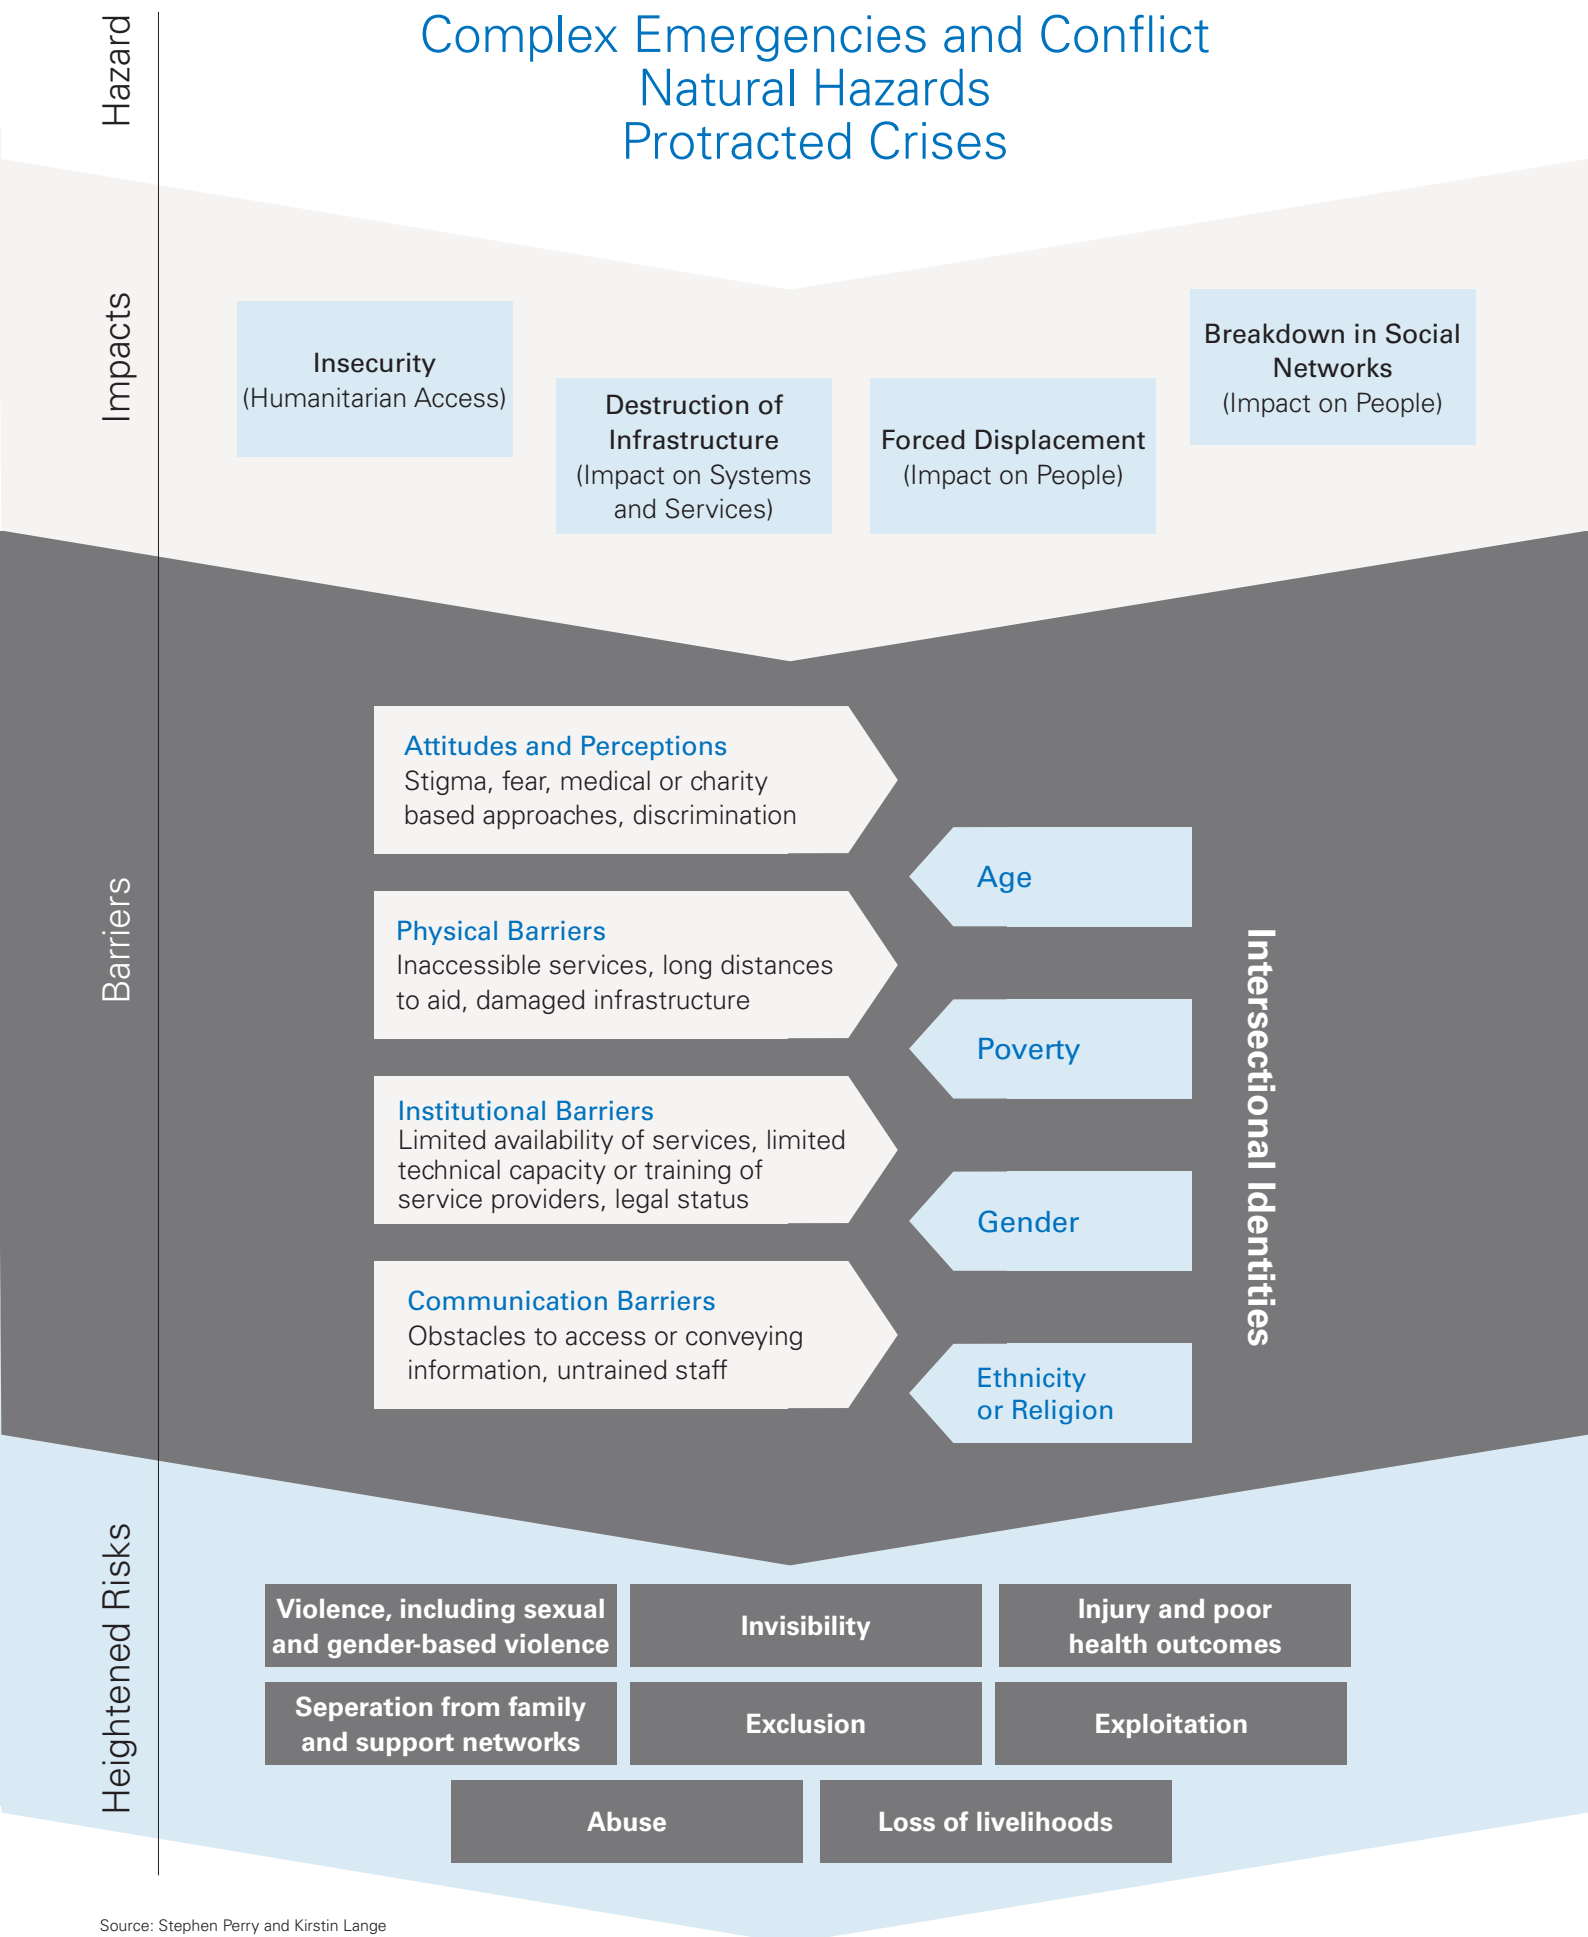 Hazard
Complex Emergencies and Conflict
Natural Hazards
Protracted Crises
Impacts
Insecurity
(Humanitarian Access)
Destruction of
Infrastructure
(Impact on Systems
and Services)
Forced Displacement
(Impact on People)
Breakdown in Social
Networks
(Impact on People)
Barriers
Attitudes and Perceptions
Stigma, fear, medical or charity
based approaches, discrimination
Physical Barriers
Inaccessible services, long distances
to aid, damaged infrastructure
Institutional Barriers
Limited availability of services, limited
technical capacity or training of
service providers, legal status
Communication Barriers
Obstacles to access or conveying
information, untrained staff
Age
Poverty
Gender
Ethnicity
or Religion
Intersectional Identities
Heightened Risks
Violence, including sexual
and gender-based violence
Invisibility
Injury and poor
health outcomes
Seperation from family
and support networks
Exclusion
Exploitation
Abuse
Loss of livelihoods
Source: Stephen Perry and Kirstin Lange